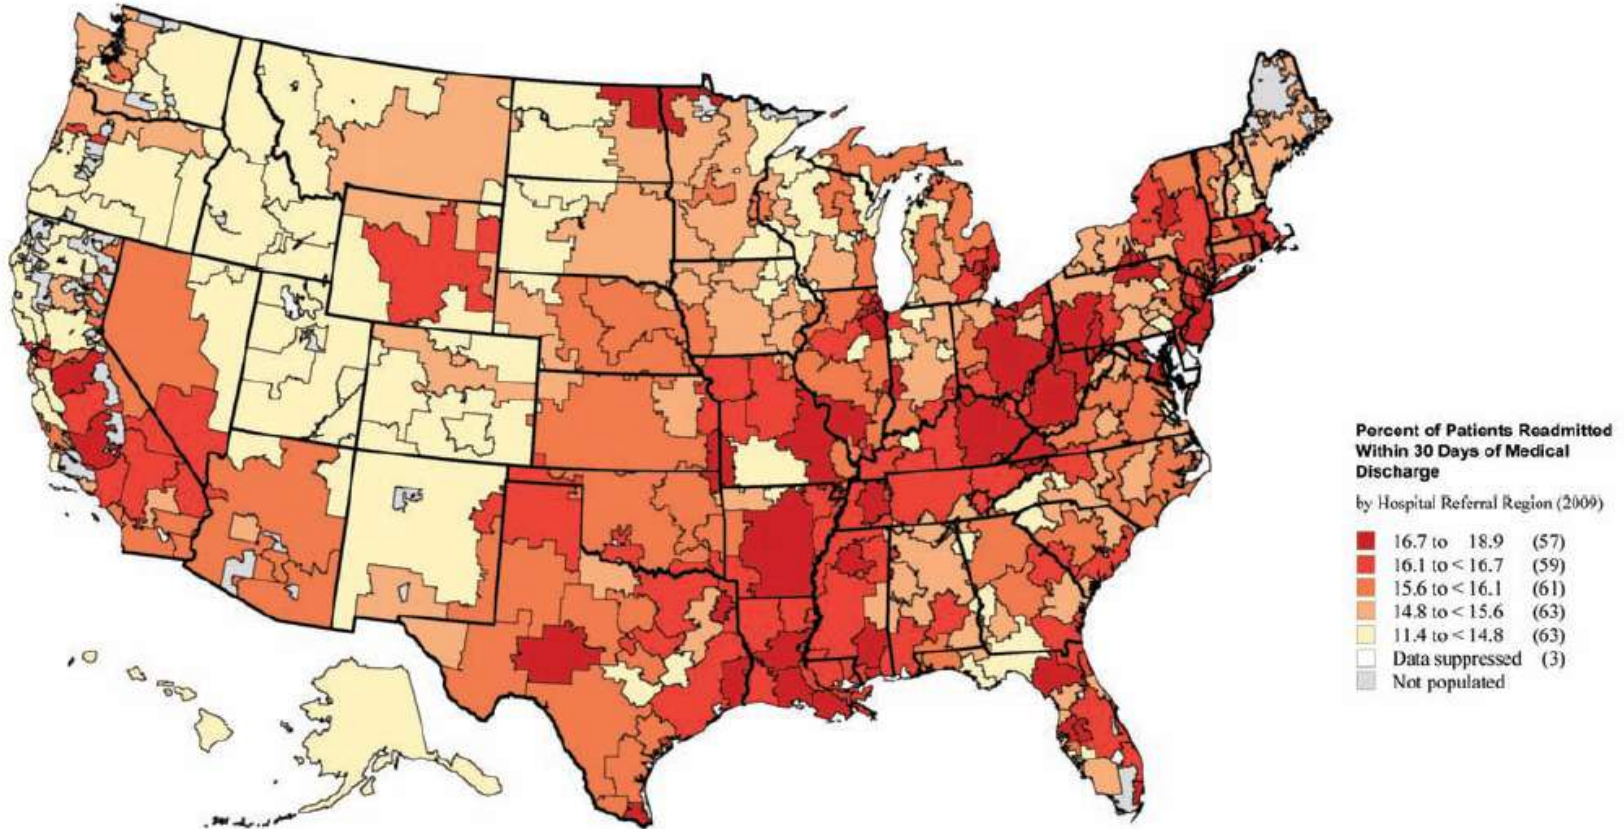 Percent of Patients Readmitted
Within 30 Days of Medical
Discharge
by Hospital Referral Region (2009)
16.7 to 18.9 (57)
16.1 to < 16.7 (59)
15.6 to < 16.1 (61)
14.8 to < 15.6 (63)
11.4 to < 14.8 (63)
Data suppressed (3)
Not populated